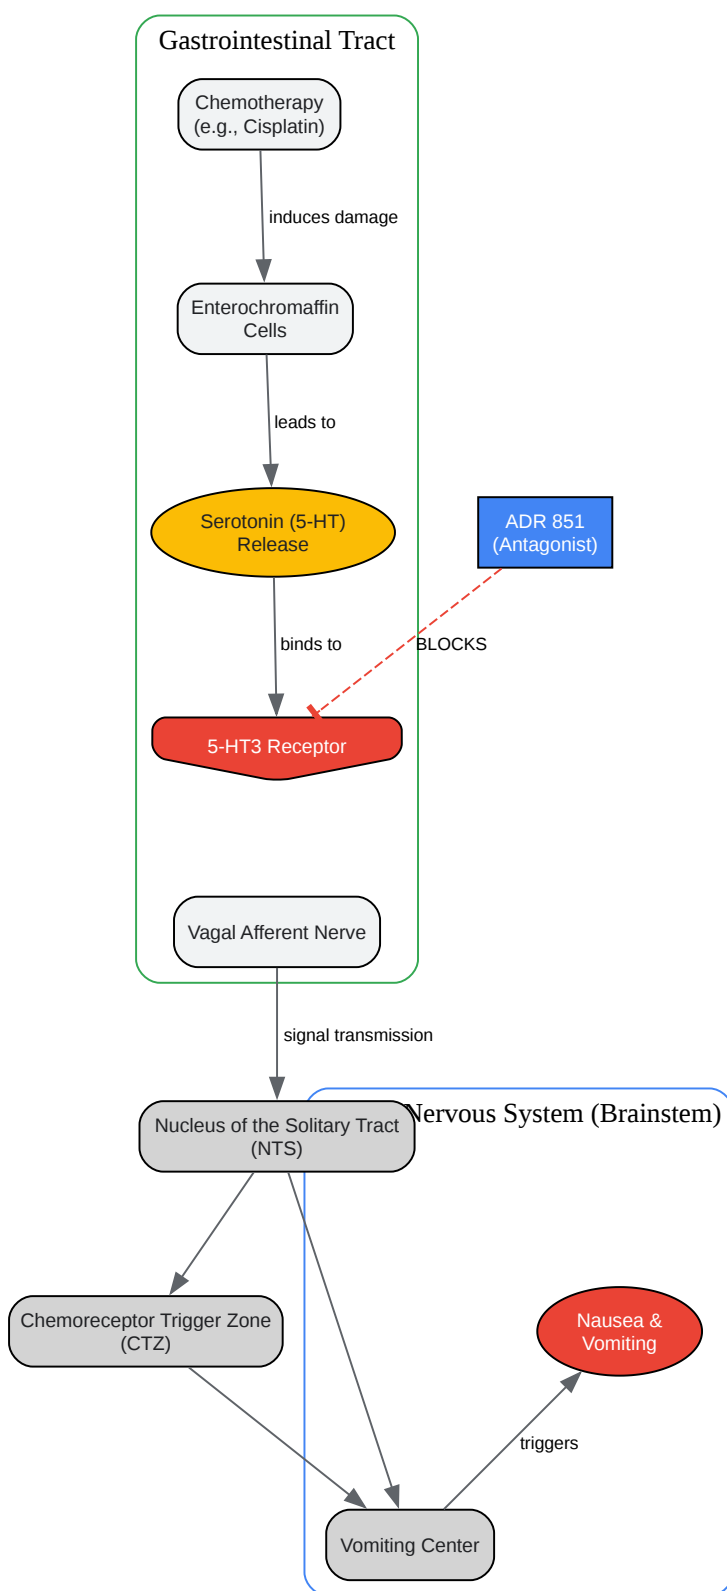 Gastrointestinal Tract
Chemotherapy
(e.g., Cisplatin)
induces damage
Enterochromaffin
Cells
leads to
Serotonin (5-HT)
Release
ADR 851
(Antagonist)
binds to
BLOCKS
5-HT3 Receptor
Vagal Afferent Nerve
signal transmission
Nervous System (Brainstem)
Nucleus of the Solitary Tract
(NTS)
Chemoreceptor Trigger Zone
(CTZ)
Nausea &
Vomiting
triggers
Vomiting Center